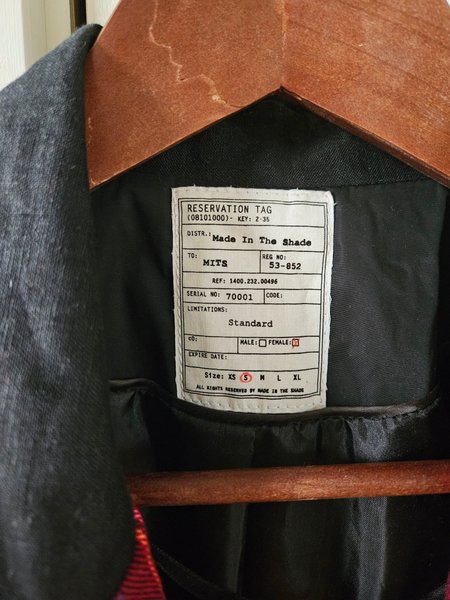 RESERVATION TAG
(08101000)- KEY: 2-35
DISTR.: Made In The Shade
TO: MITS REG NO: 53-852
REF: 1400.232.00496
SERIAL NO: 70001 CODE:
LIMITATIONS:
Standard
CO: MALE: FEMALE:
EXPIRE DATE:
Size: XS S M L XL
ALL RIGHTS RESERVED BY MADE IN THE SHADE